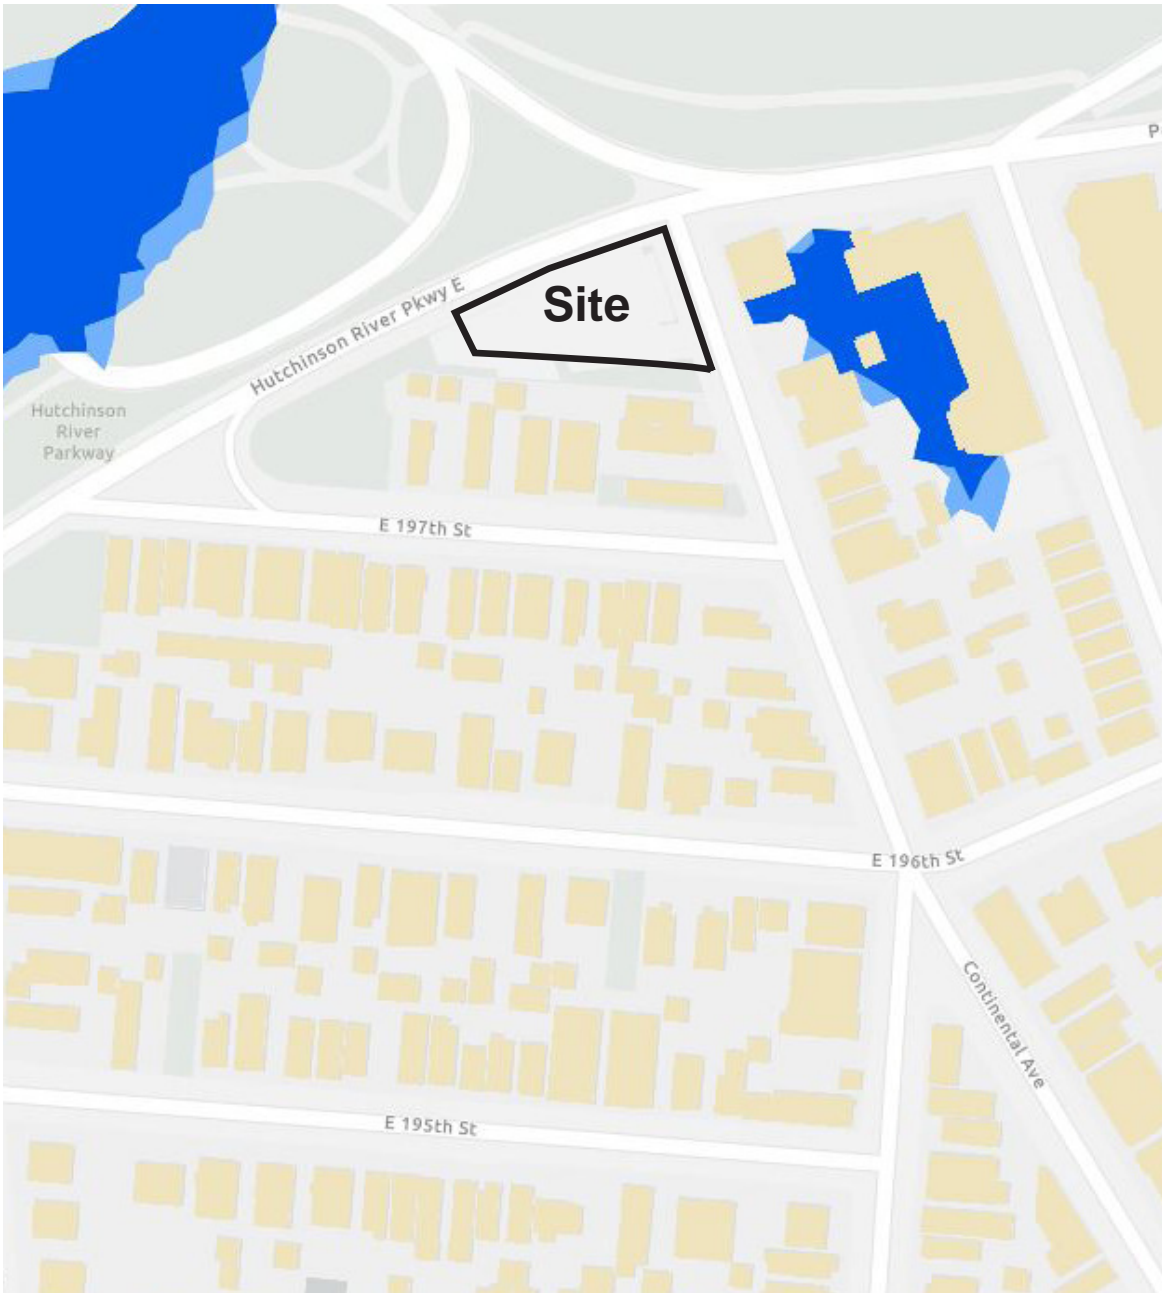 P
Site
Hutchinson River Pkwy E
Hutchinson
River
Parkway
E 197th St
E 196th St
Continental Ave
E 195th St